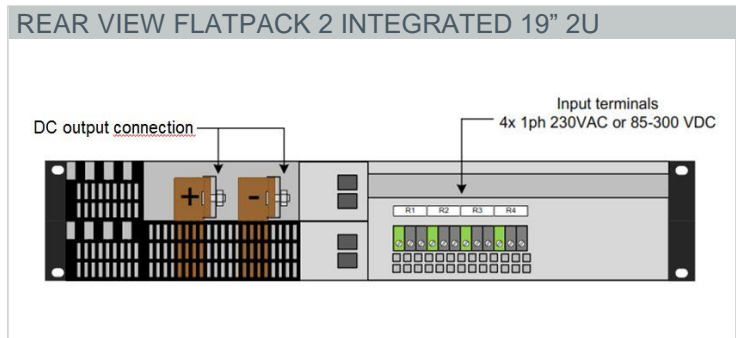 REAR VIEW FLATPACK 2 INTEGRATED 19” 2U
Input terminals
4x 1ph 230VAC or 85-300 VDC
DC output connection
+ -
R1 R2 R3 R4